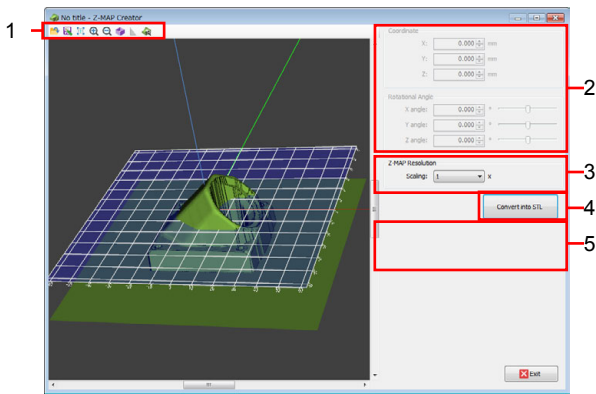 No title - Z-MAP Creator
1
Coordinate
X: 0.000 mm
Y: 0.000 mm
Z: 0.000 mm
2
Rotational Angle
X angle: 0.000 °
Y angle: 0.000 °
Z angle: 0.000 °
Z-MAP Resolution
Scaling: 1 x
3
Convert into STL
4
5
Exit